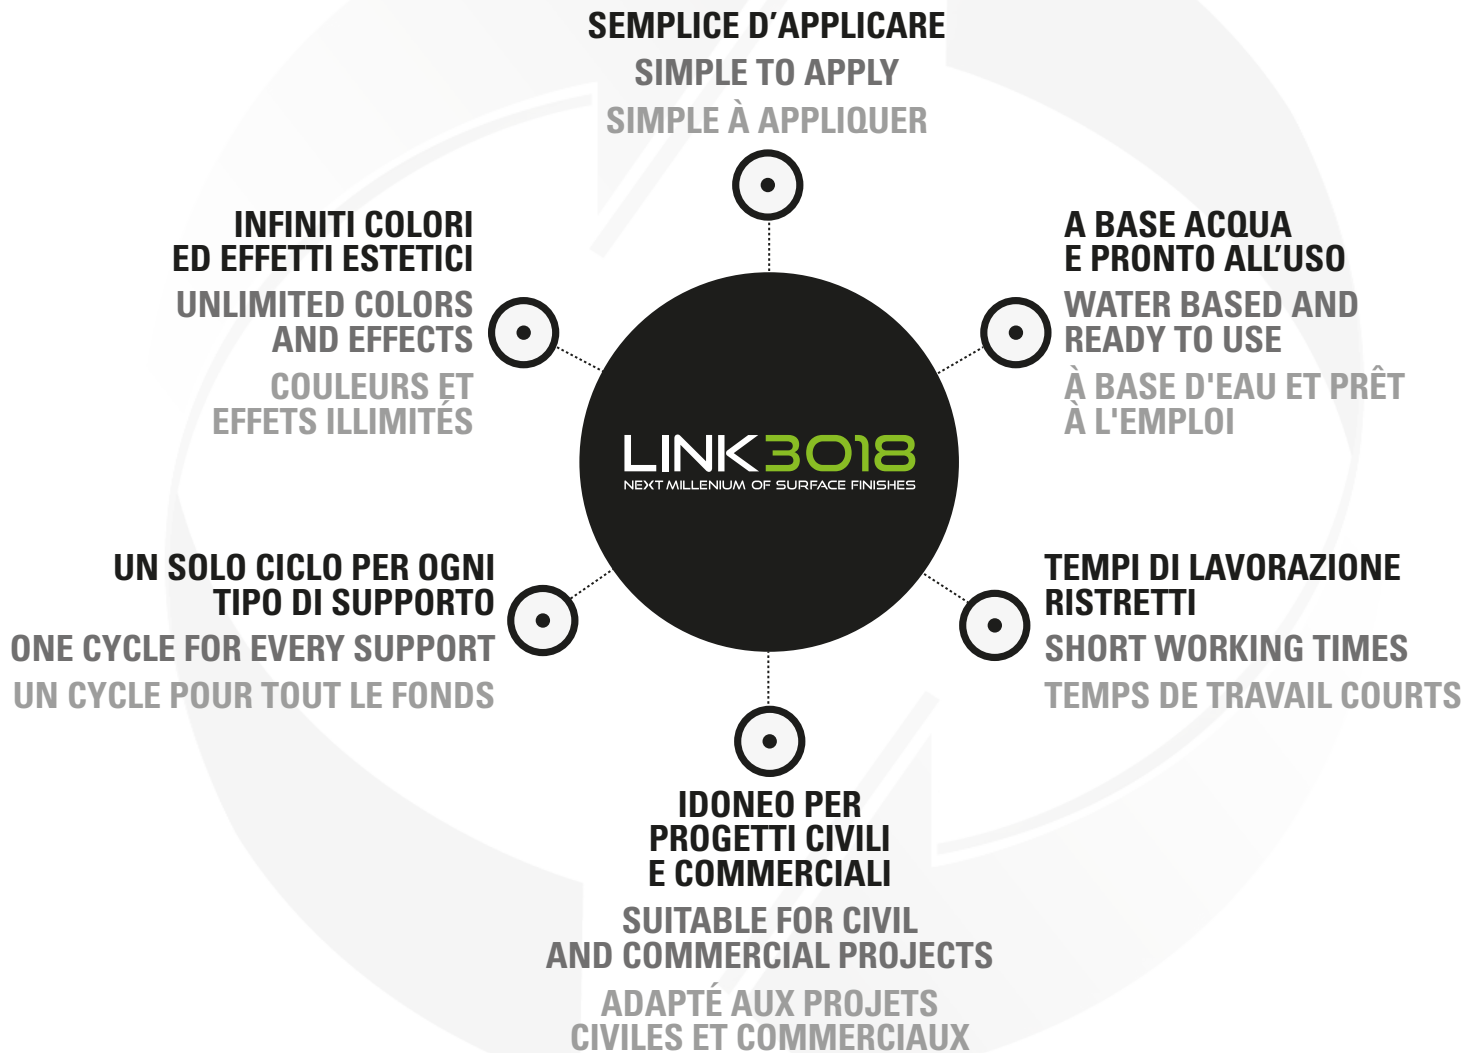 SEMPLICE D'APPLICARE
SIMPLE TO APPLY
SIMPLE À APPLIQUER
INFINITI COLORI
ED EFFETTI ESTETICI
UNLIMITED COLORS
AND EFFECTS
COULEURS ET
EFFETS ILLIMITÉS
A BASE ACQUA
E PRONTO ALL'USO
WATER BASED AND
READY TO USE
À BASE D'EAU ET PRÊT
À L'EMPLOI
LINK3018
NEXT MILLENIUM OF SURFACE FINISHES
UN SOLO CICLO PER OGNI
TIPO DI SUPPORTO
ONE CYCLE FOR EVERY SUPPORT
UN CYCLE POUR TOUT LE FONDS
TEMPI DI LAVORAZIONE
RISTRETTI
SHORT WORKING TIMES
TEMPS DE TRAVAIL COURTS
IDONEO PER
PROGETTI CIVILI
E COMMERCIALI
SUITABLE FOR CIVIL
AND COMMERCIAL PROJECTS
ADAPTÉ AUX PROJETS
CIVILES ET COMMERCIAUX